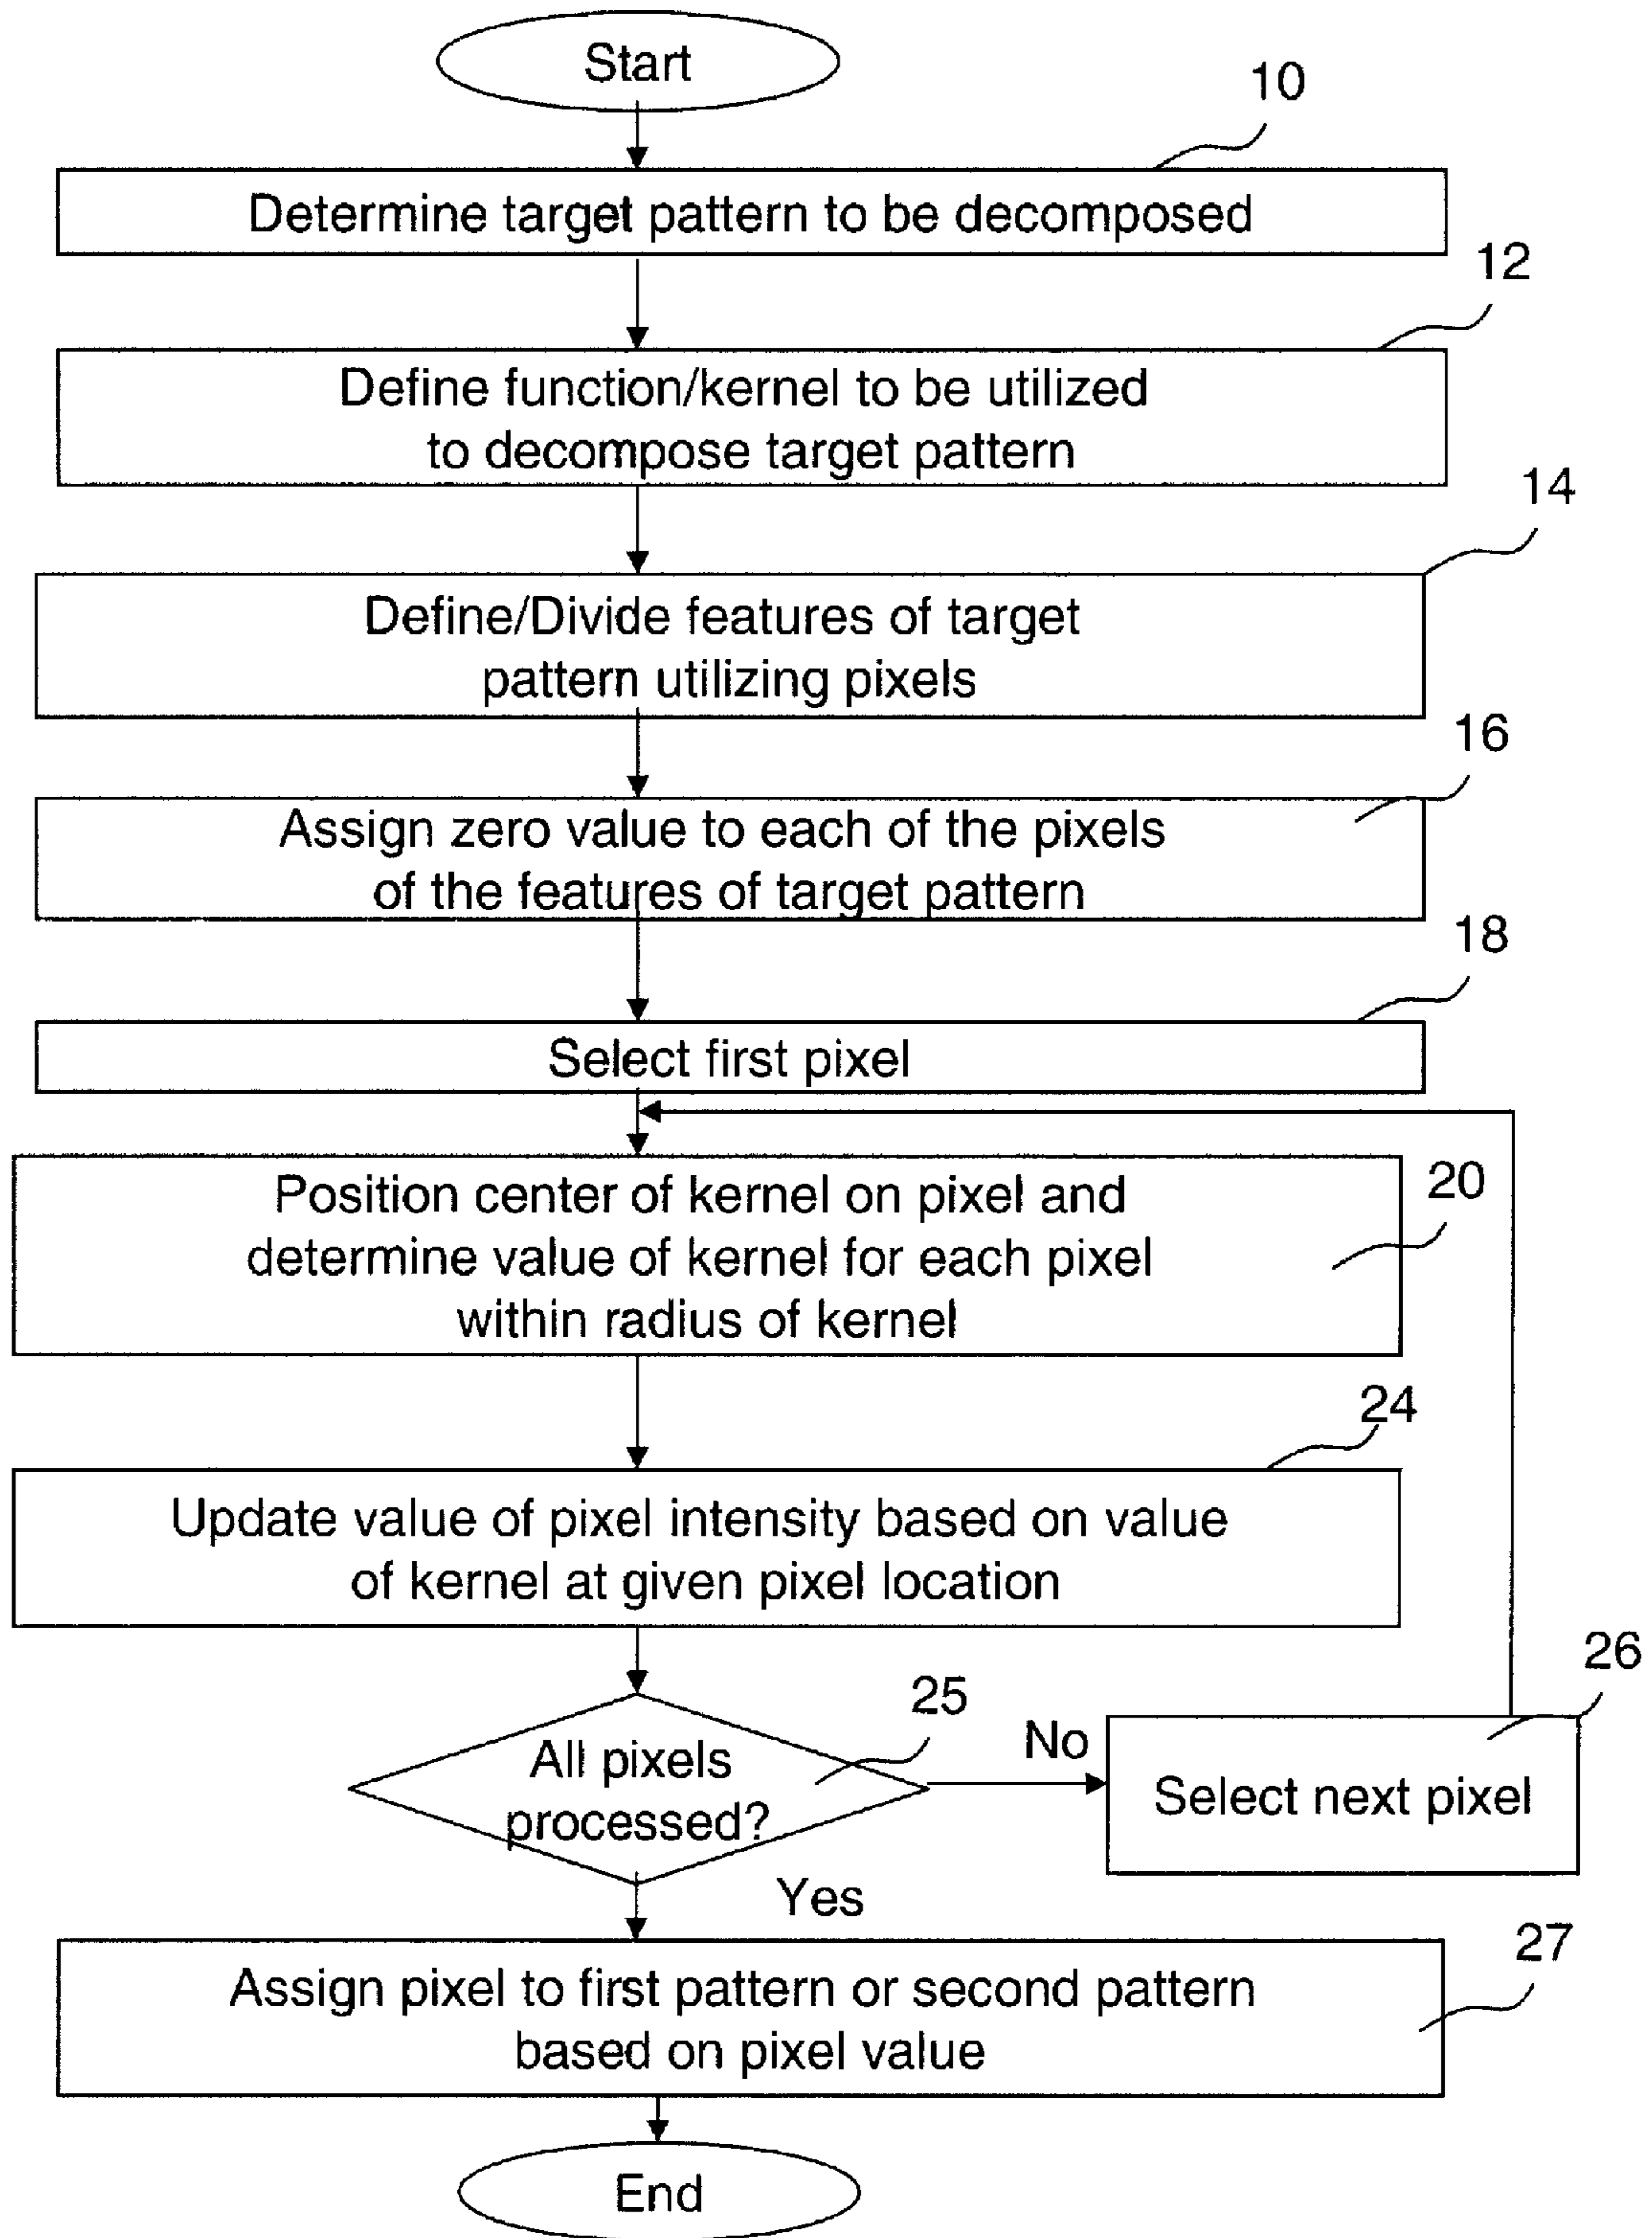 Start
10
Determine target pattern to be decomposed
12
Define function/kernel to be utilized
to decompose target pattern
14
Define/Divide features of target
pattern utilizing pixels
16
Assign zero value to each of the pixels
of the features of target pattern
18
Select first pixel
20
Position center of kernel on pixel and
determine value of kernel for each pixel
within radius of kernel
24
Update value of pixel intensity based on value
of kernel at given pixel location
25
All pixels
processed?
No
26
Select next pixel
Yes
27
Assign pixel to first pattern or second pattern
based on pixel value
End